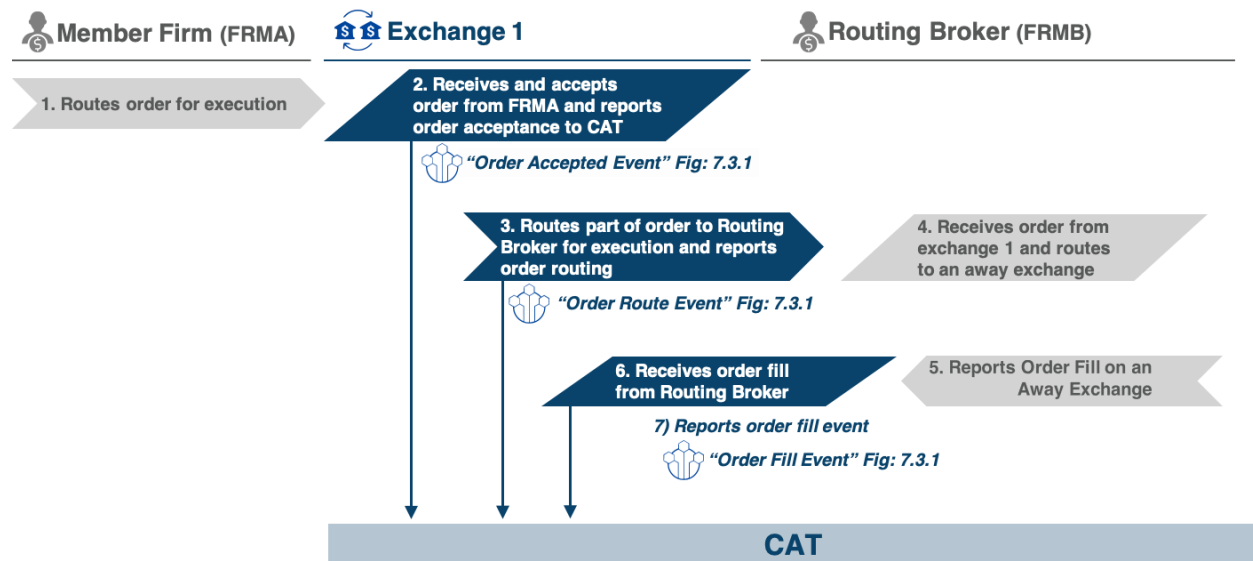 Member Firm (FRMA)
Exchange 1
Routing Broker (FRMB)
1. Routes order for execution
2. Receives and accepts
order from FRMA and reports
order acceptance to CAT
“Order Accepted Event” Fig: 7.3.1
3. Routes part of order to Routing
Broker for execution and reports
order routing
4. Receives order from
exchange 1 and routes
to an away exchange
“Order Route Event” Fig: 7.3.1
6. Receives order fill
from Routing Broker
5. Reports Order Fill on an
Away Exchange
7) Reports order fill event
“Order Fill Event” Fig: 7.3.1
CAT